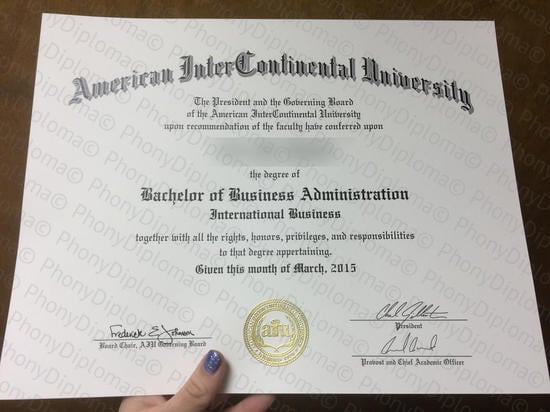 American InterContinental University
The President and the Governing Board
of the American InterContinental University
upon recommendation of the faculty have conferred upon
the degree of
Bachelor of Business Administration
International Business
together with all the rights, honors, privileges, and responsibilities
to that degree appertaining.
Given this month of March, 2015
Frederick E. Johnson
Board Chair, AIU Governing Board
aiu
President
Provost and Chief Academic Officer
PhonyDiploma©